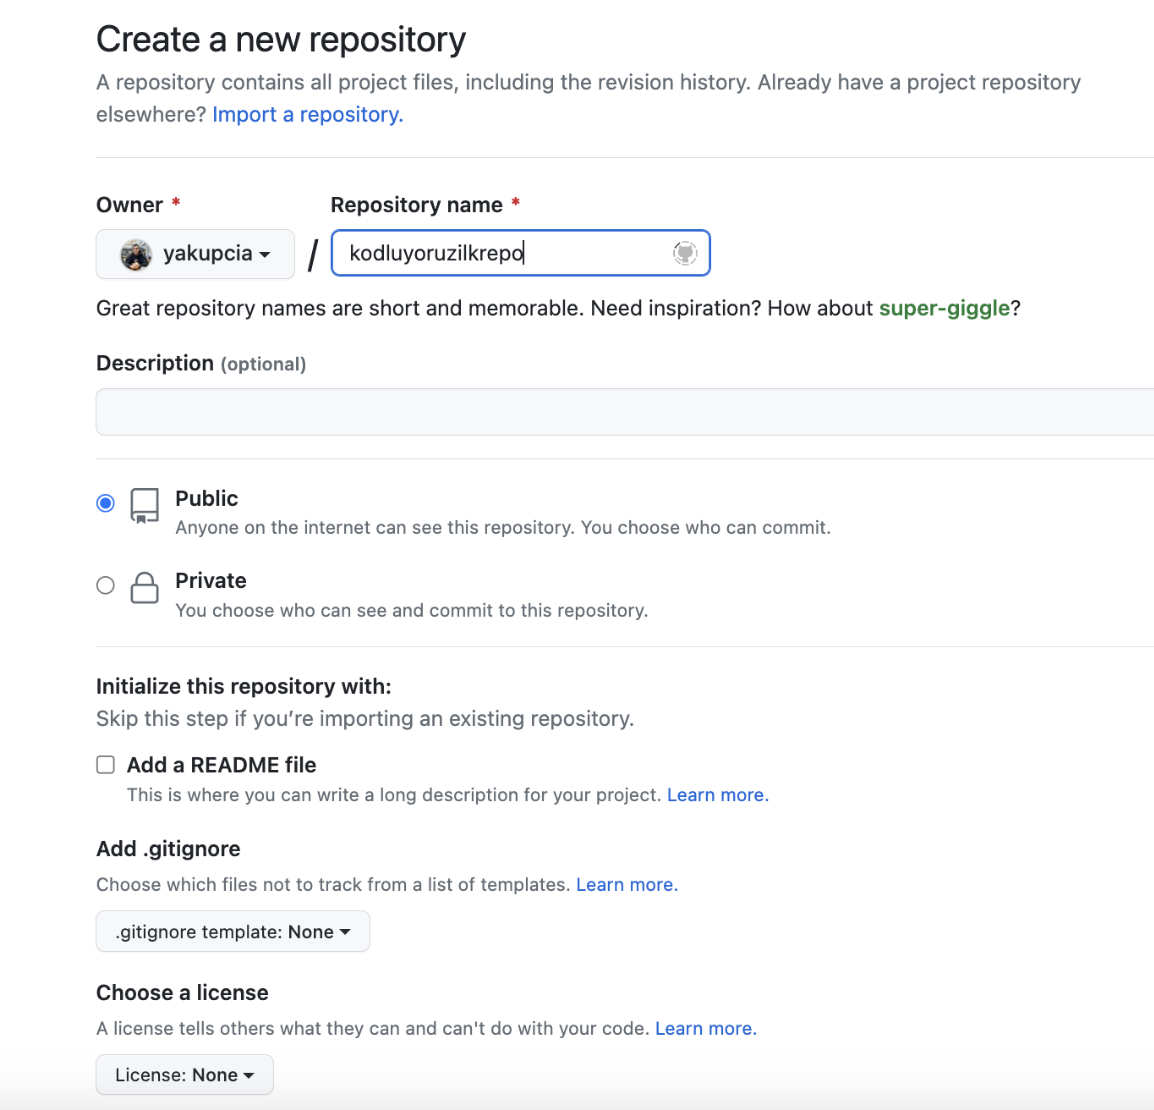 Create a new repository
A repository contains all project files, including the revision history. Already have a project repository
elsewhere? Import a repository.
Owner * Repository name *
yakupcia / kodluyoruzilkrepo
Great repository names are short and memorable. Need inspiration? How about super-giggle?
Description (optional)
Public
Anyone on the internet can see this repository. You choose who can commit.
Private
You choose who can see and commit to this repository.
Initialize this repository with:
Skip this step if you’re importing an existing repository.
Add a README file
This is where you can write a long description for your project. Learn more.
Add .gitignore
Choose which files not to track from a list of templates. Learn more.
.gitignore template: None
Choose a license
A license tells others what they can and can't do with your code. Learn more.
License: None